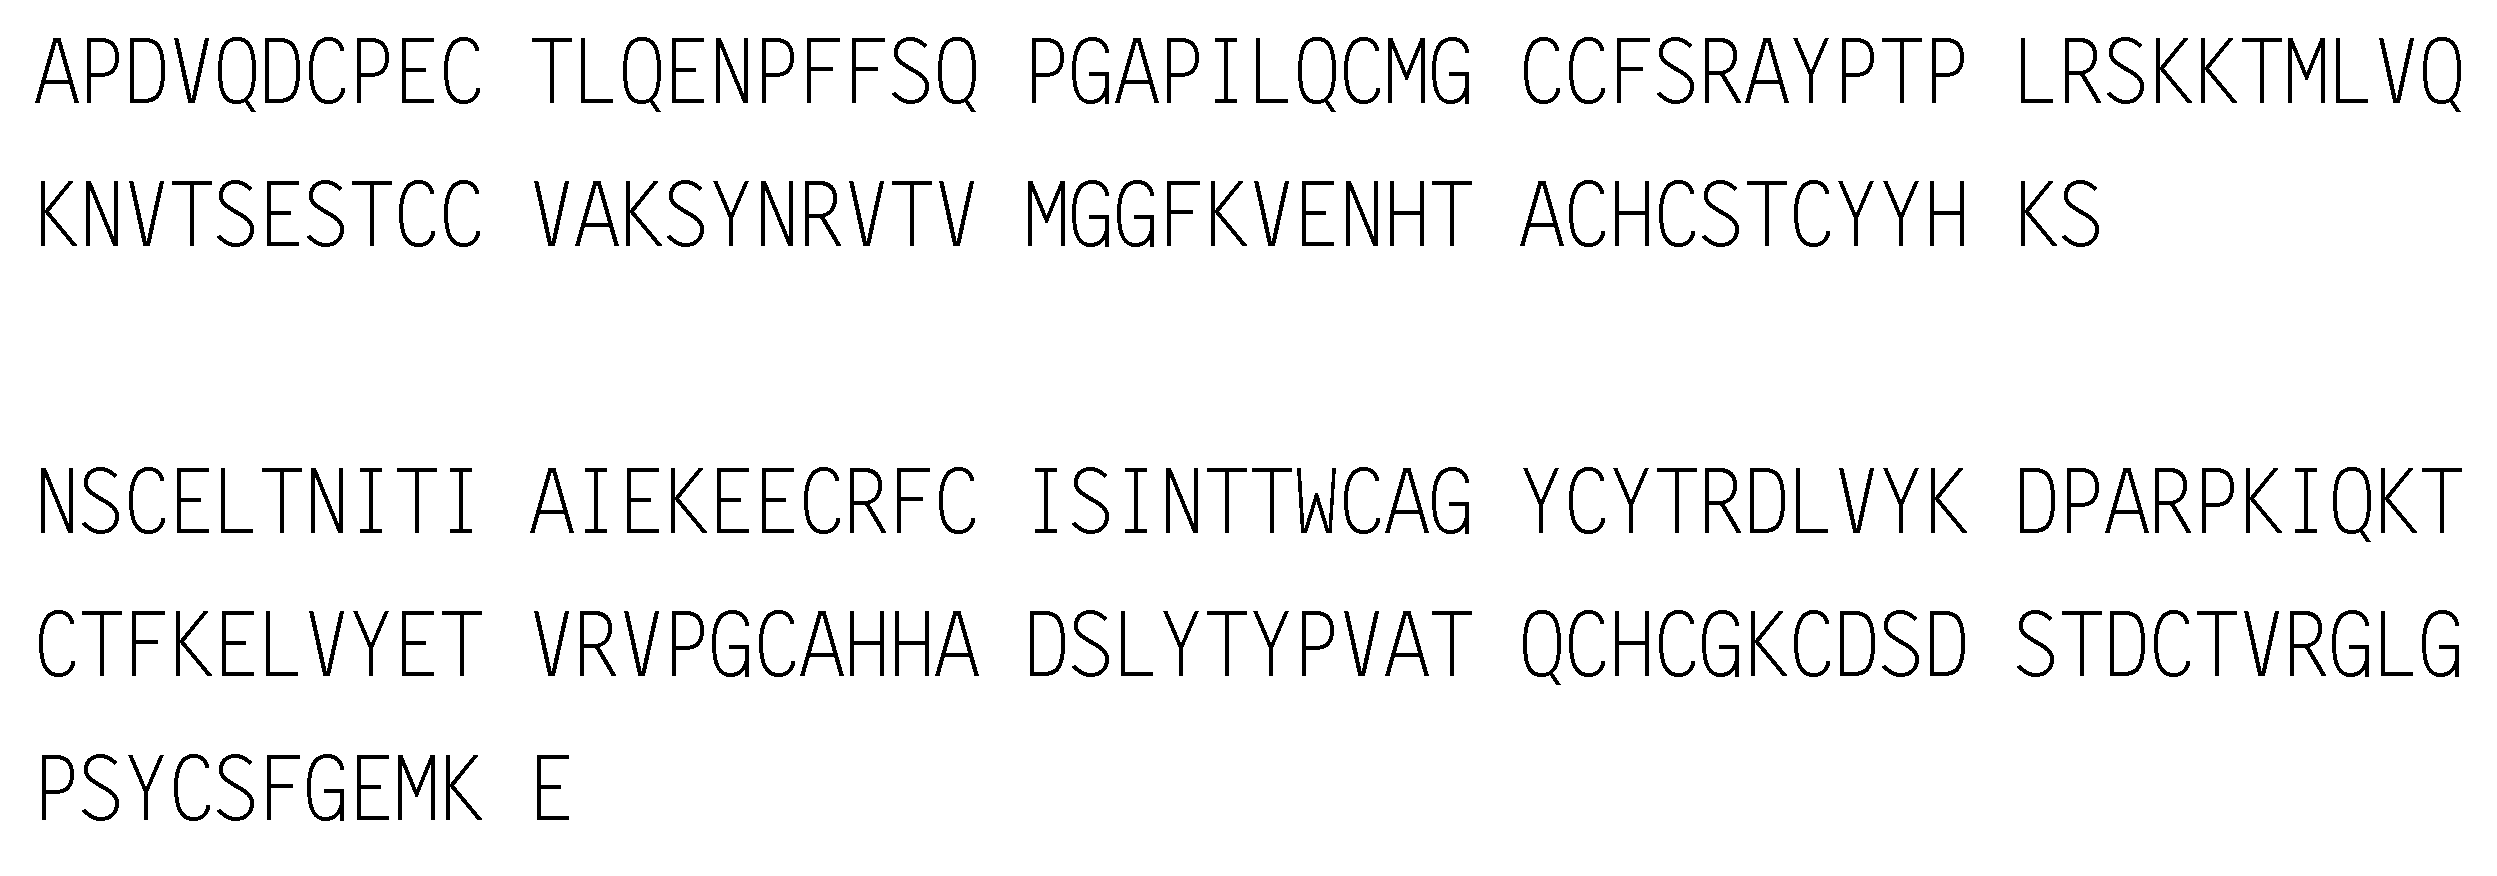 APDVQDCPEC TLQENPFFSQ PGAPILQCMG CCFSRAYPTP LRSKKTMLVQ
KNVTSESTCC VAKSYNRVTV MGGFKVENHT ACHCSTCYYH KS
NSCELTNITI AIEKEECRFC ISINTTWCAG YCYTRDLVYK DPARPKIQKT
CTFKELVYET VRVPGCAHHA DSLYTYPVAT QCHCGKCDSD STDCTVRGLG
PSYCSFGEMK E